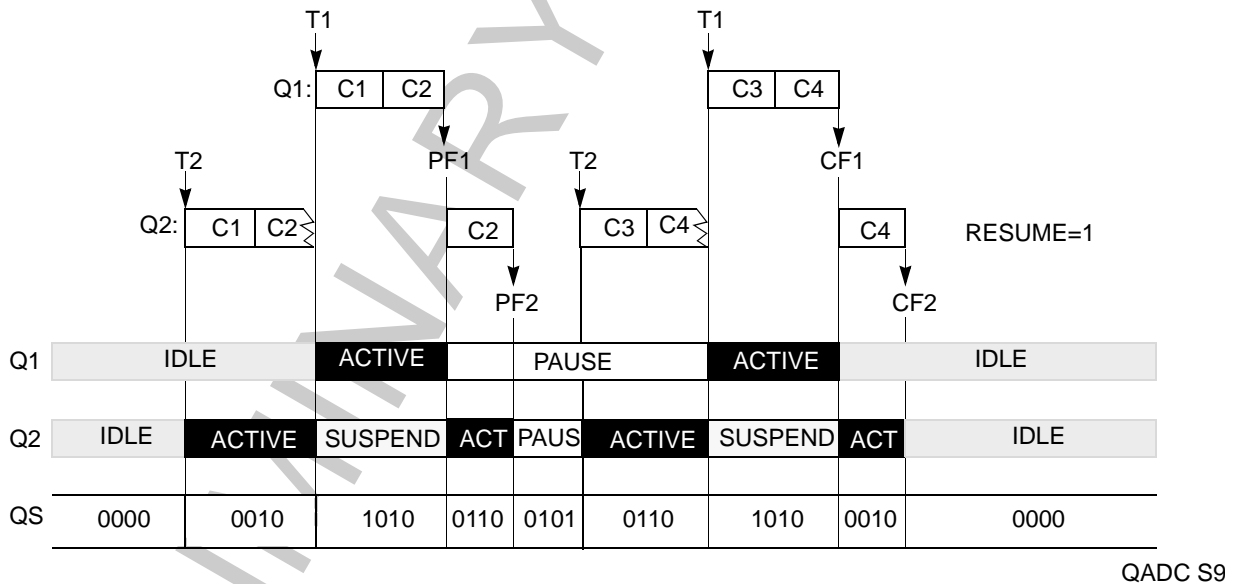 T1 T1
Q1: C1 C2 C3 C4
T2 PF1 T2 CF1
Q2: C1 C2 C2 C3 C4 C4 RESUME=1
PF2 CF2
Q1 IDLE ACTIVE PAUSE ACTIVE IDLE
Q2 IDLE ACTIVE SUSPEND ACT PAUS ACTIVE SUSPEND ACT IDLE
QS 0000 0010 1010 0110 0101 0110 1010 0010 0000
QADC S9
IMINARY